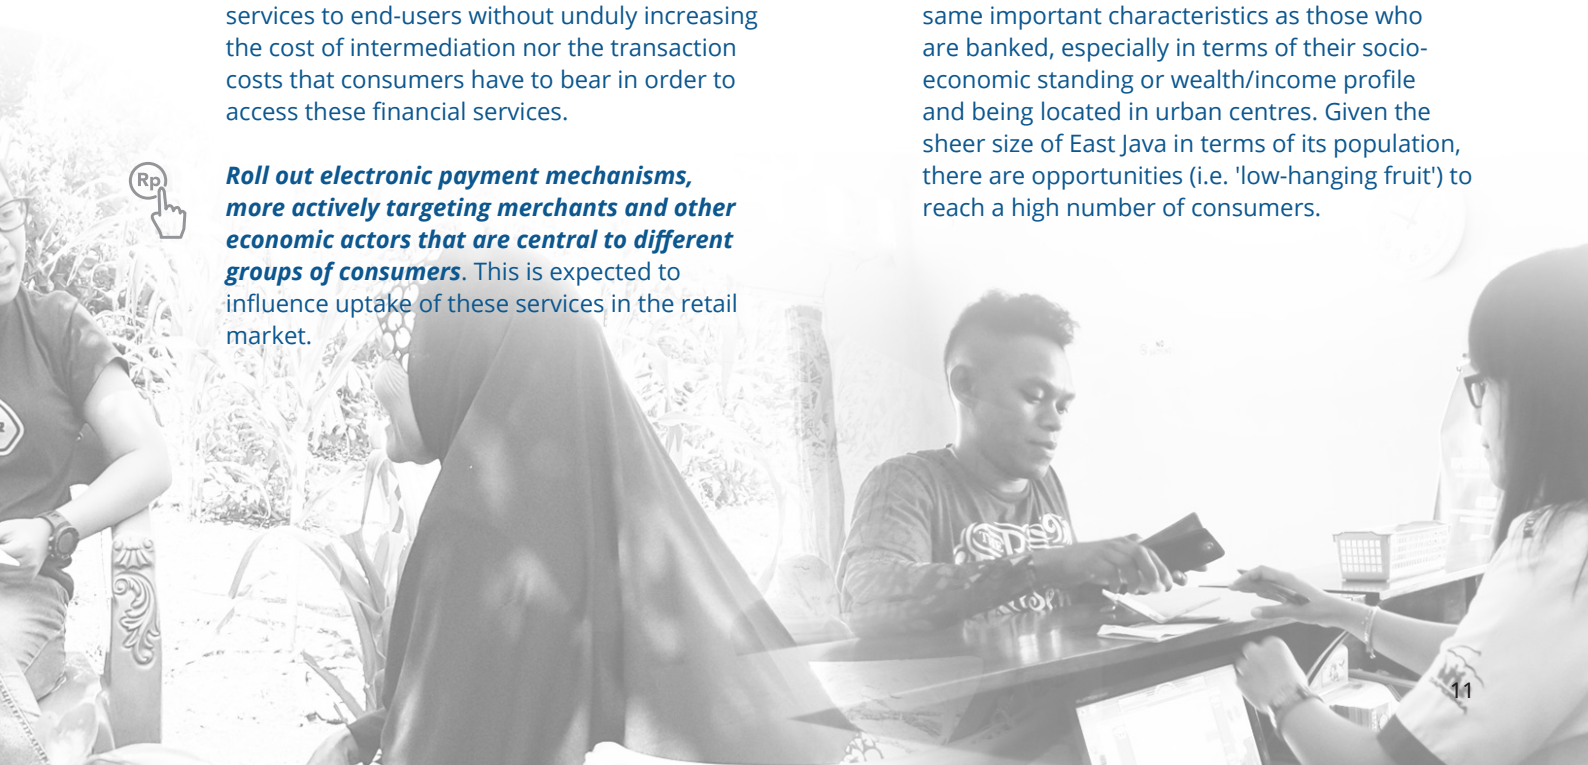 services to end-users without unduly increasing
the cost of intermediation nor the transaction
costs that consumers have to bear in order to
access these financial services.
Rp
Roll out electronic payment mechanisms,
more actively targeting merchants and other
economic actors that are central to different
groups of consumers. This is expected to
influence uptake of these services in the retail
market.
same important characteristics as those who
are banked, especially in terms of their socio-
economic standing or wealth/income profile
and being located in urban centres. Given the
sheer size of East Java in terms of its population,
there are opportunities (i.e. 'low-hanging fruit') to
reach a high number of consumers.
11